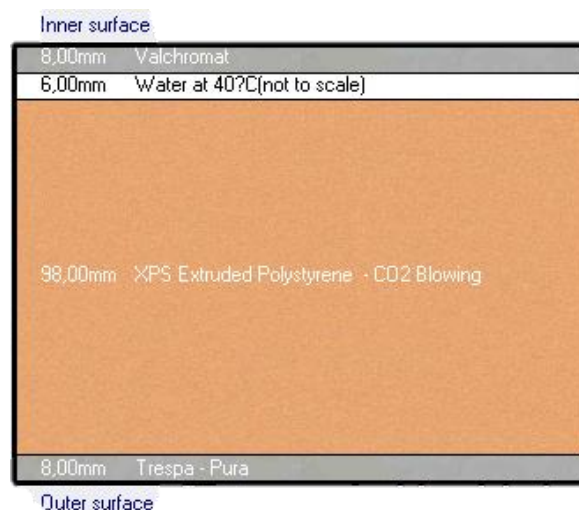 Inner surface
8,00mm Valchromat
6,00mm Water at 40?C(not to scale)
98,00mm XPS Extruded Polystyrene - CO2 Blowing
8,00mm Trespa - Pura
Outer surface